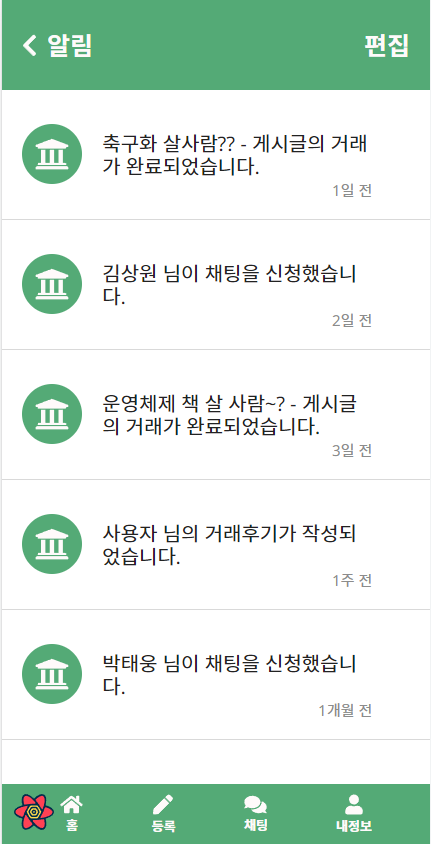 알림
편집
축구화 살사람?? - 게시글의 거래
가 완료되었습니다.
1일 전
김상원 님이 채팅을 신청했습니
다.
2일 전
운영체제 책 살 사람~? - 게시글
의 거래가 완료되었습니다.
3일 전
사용자 님의 거래후기가 작성되
었습니다.
1주 전
박태웅 님이 채팅을 신청했습니
다.
1개월 전
홈
등록
채팅
내정보